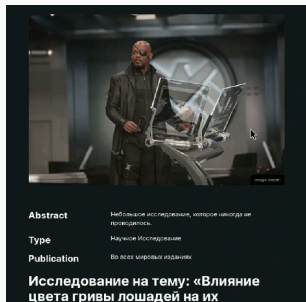 Abstract
Небольшое исследование, которое никогда не
проводилось.
Type
Научное Исследование
Publication
Во всех мировых изданиях
Исследование на тему: «Влияние
цвета гривы лошадей на их